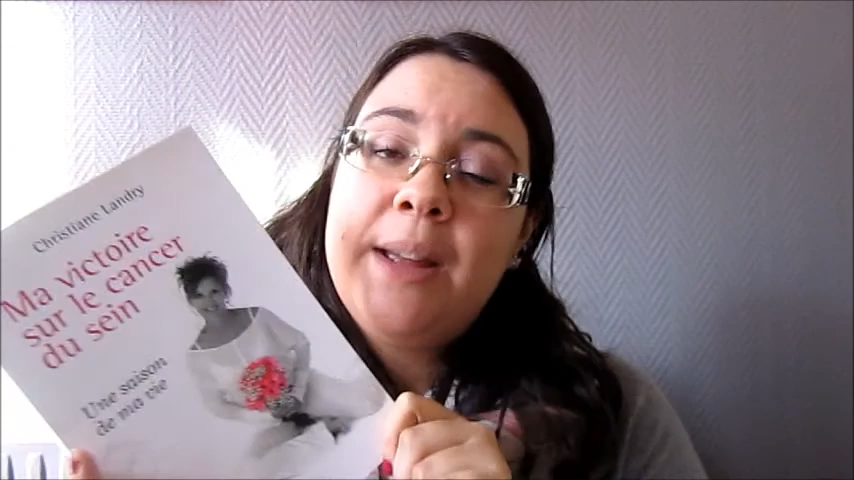 Christiane Landry
Ma victoire
sur le cancer
du sein
Une saison
de ma vie